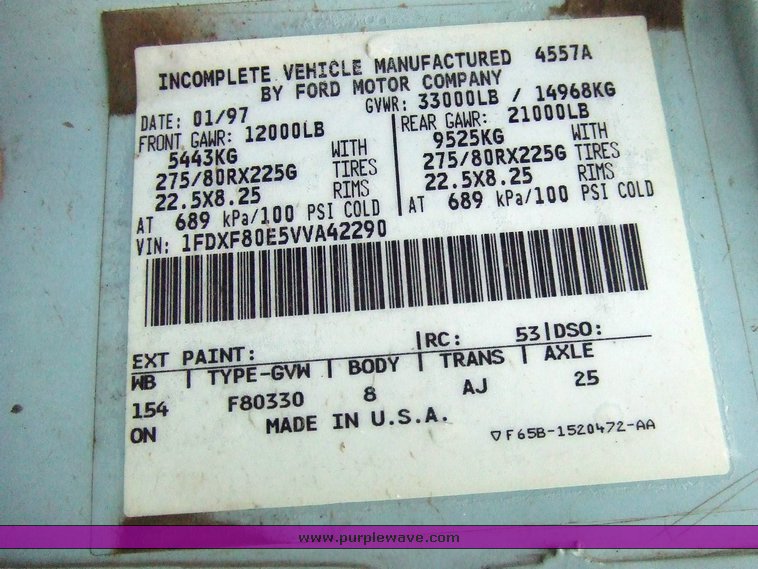 INCOMPLETE VEHICLE MANUFACTURED 4557A
BY FORD MOTOR COMPANY
DATE: 01/97 GVWR: 33000LB / 14968KG
FRONT GAWR: 12000LB
5443KG WITH
275/80RX225G TIRES
22.5X8.25 RIMS
AT 689 kPa/100 PSI COLD
REAR GAWR: 21000LB
9525KG WITH
275/80RX225G TIRES
22.5X8.25 RIMS
AT 689 kPa/100 PSI COLD
VIN: 1FDXF80E5VVA42290
EXT PAINT: RC: 53 DSO:
WB TYPE-GVW BODY TRANS AXLE
154 F80330 8 AJ 25
ON MADE IN U.S.A.
F65B-1520472-AA
www.purplewave.com